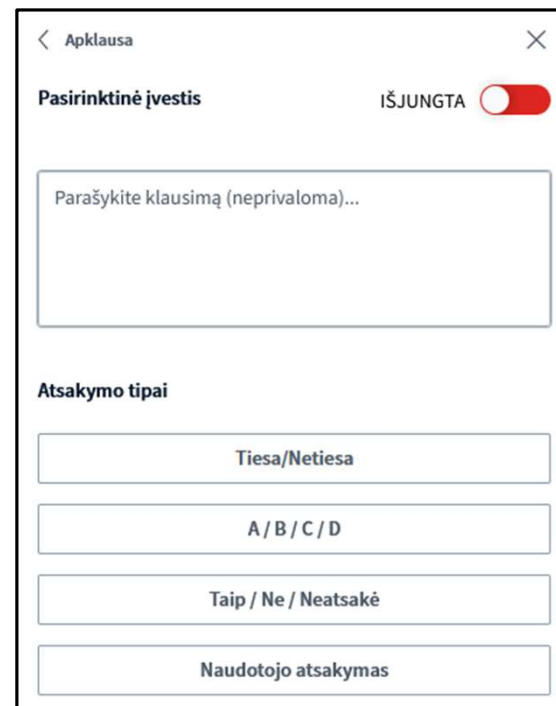 Apklausa
Pasirinktinė įvestis IŠJUNGTA
Parašykite klausimą (neprivaloma)...
Atsakymo tipai
Tiesa/Netiesa
A / B / C / D
Taip / Ne / Neatsakė
Naudotojo atsakymas